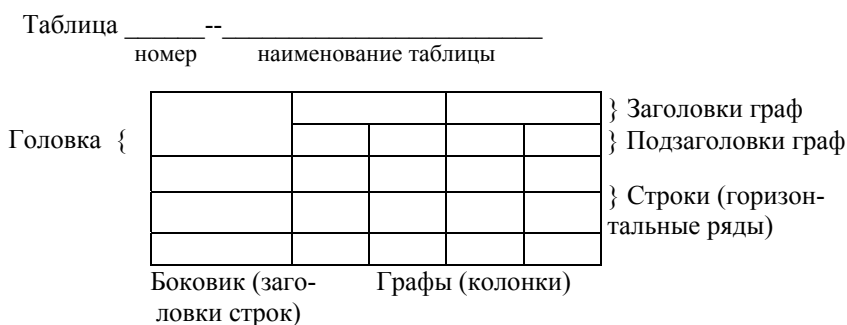 Таблица ______--________________________
номер наименование таблицы
} Заголовки граф
Головка { } Подзаголовки граф
} Строки (горизон-
тальные ряды)
Боковик (заго- Графы (колонки)
ловки строк)